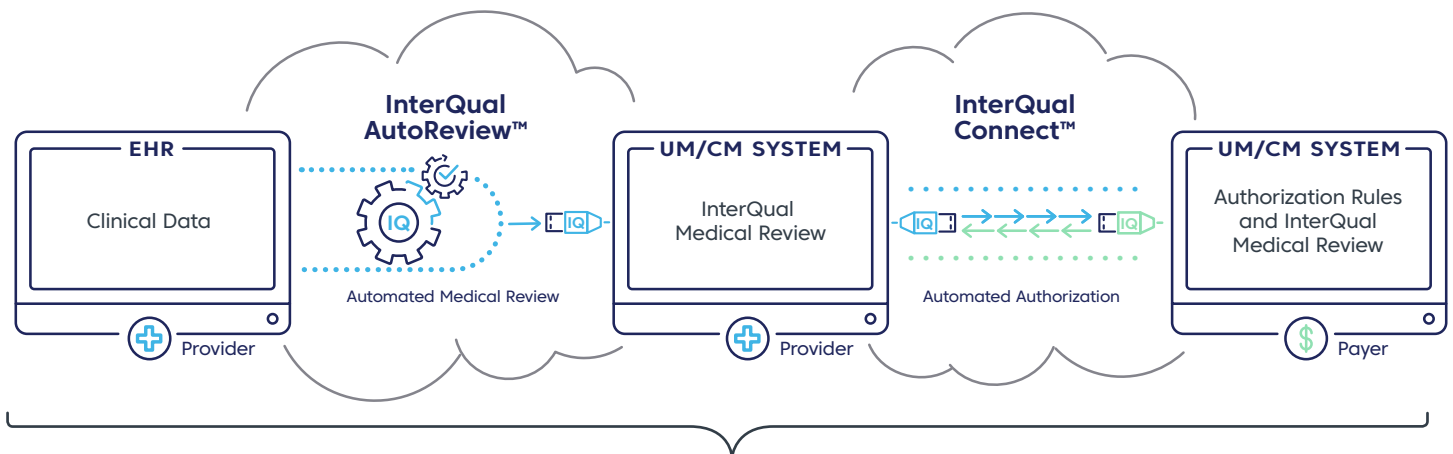 InterQual
AutoReview™
InterQual
Connect™
EHR
UM/CM SYSTEM
UM/CM SYSTEM
Clinical Data
IQ
IQ
InterQual
Medical Review
IQ
IQ
Authorization Rules
and InterQual
Medical Review
Automated Medical Review
Automated Authorization
Provider
Provider
$
Payer